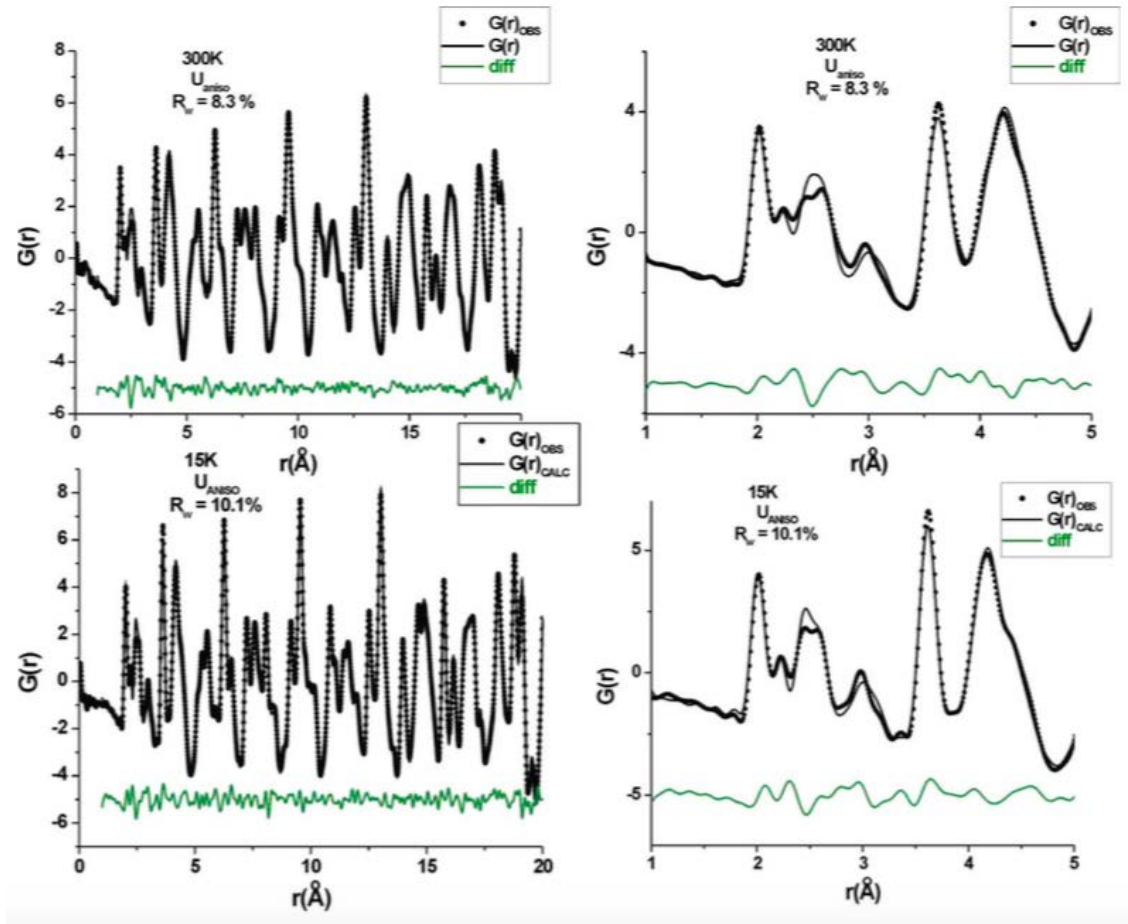 G(r)OBS
G(r)
diff
300K
Uaniso
Rw = 8.3 %
G(r)
8
6
4
2
0
-2
-4
-6
0
5
10
15
r(Å)
G(r)OBS
G(r)
diff
300K
Uaniso
Rw = 8.3 %
G(r)
4
0
-4
1
2
3
4
5
r(Å)
G(r)OBS
G(r)CALC
diff
15K
UANISO
Rw = 10.1%
G(r)
8
6
4
2
0
-2
-4
-6
0
5
10
15
20
r(Å)
G(r)OBS
G(r)CALC
diff
15K
UANISO
Rw = 10.1%
G(r)
5
0
-5
1
2
3
4
5
r(Å)